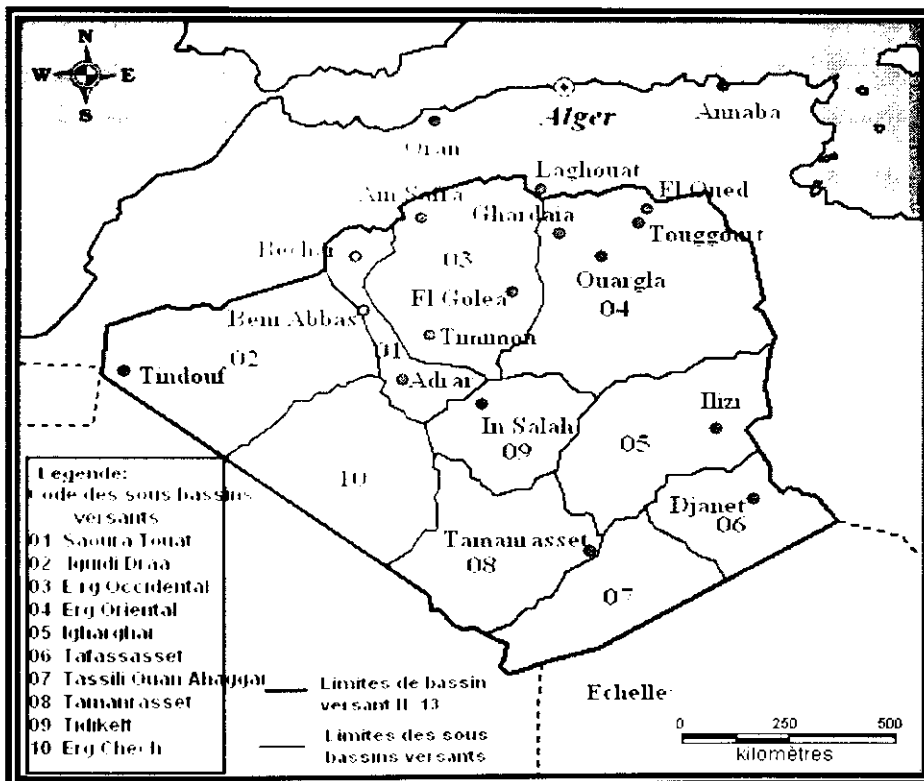 N
W E
S
Alger
Annaba
Oran
Laghouat
El Oued
Ghardaia
Touggourt
03
Ouargla
El Golea
04
Beni Abbas
02
01
Tindouf
Adrar
Ilizi
In Salah
09
05
10
Djanet
06
Tamanrasset
08
07
Legende:
Code des sous bassins
versants
01 Saoura Touat
02 Iguidi Draa
03 Erg Occidental
04 Erg Oriental
05 Igharghar
06 Tafassasset
07 Tassili Ouan Ahaggar
08 Tamanrasset
09 Tidikelt
10 Erg Chech
Limites de bassin
versant 13
Limites des sous
bassins versants
Echelle
0 250 500
kilomètres